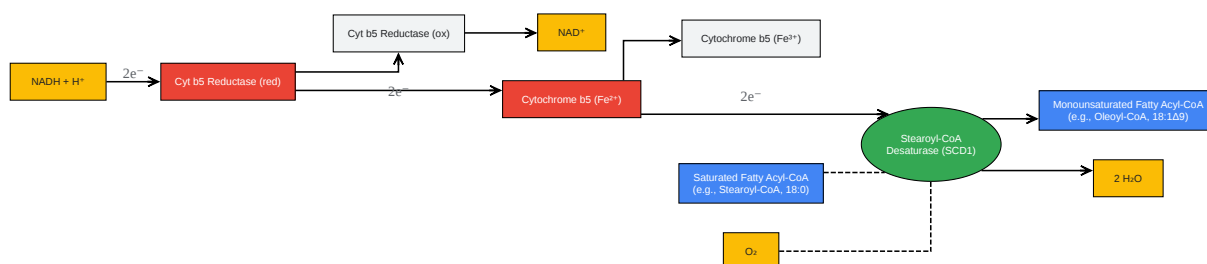 Cyt b5 Reductase (ox)
NAD⁺
Cytochrome b5 (Fe³⁺)
NADH + H⁺
2e⁻
Cyt b5 Reductase (red)
2e⁻
Cytochrome b5 (Fe²⁺)
2e⁻
Monounsaturated Fatty Acyl-CoA
(e.g., Oleoyl-CoA, 18:1Δ9)
Stearoyl-CoA
Desaturase (SCD1)
Saturated Fatty Acyl-CoA
(e.g., Stearoyl-CoA, 18:0)
2 H₂O
O₂